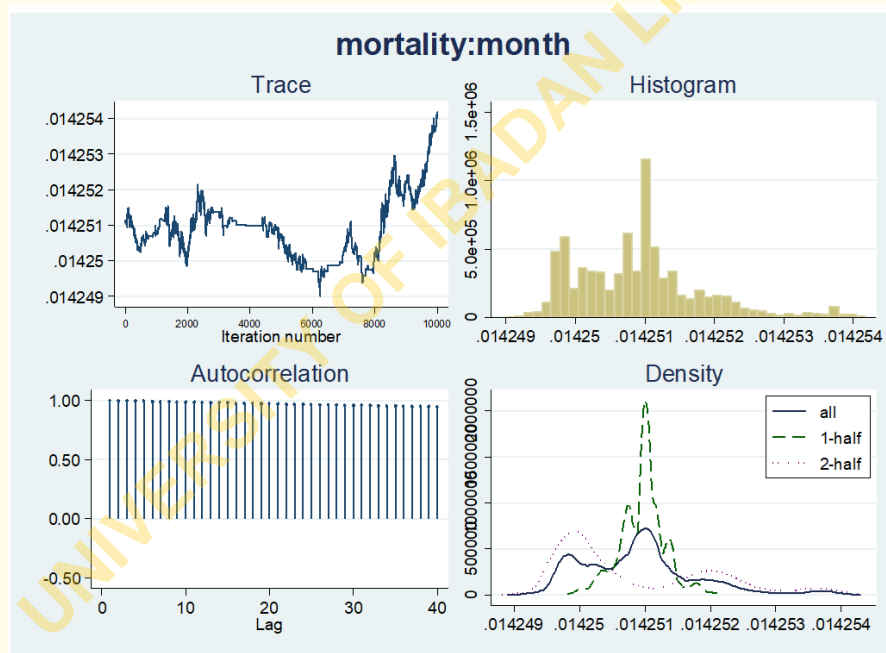 mortality:month
Trace
.014254
.014253
.014252
.014251
.01425
.014249
0 2000 4000 6000 8000 10000
Iteration number
Histogram
1.5e+06
1.0e+06
5.0e+05
0
.014249 .01425 .014251 .014252 .014253 .014254
Autocorrelation
1.00
0.50
0.00
-0.50
0 10 20 30 40
Lag
Density
0 500000 1000000 1500000 2000000
all
1-half
2-half
.014249 .01425 .014251 .014252 .014253 .014254
UNIVERSITY OF IBADAN